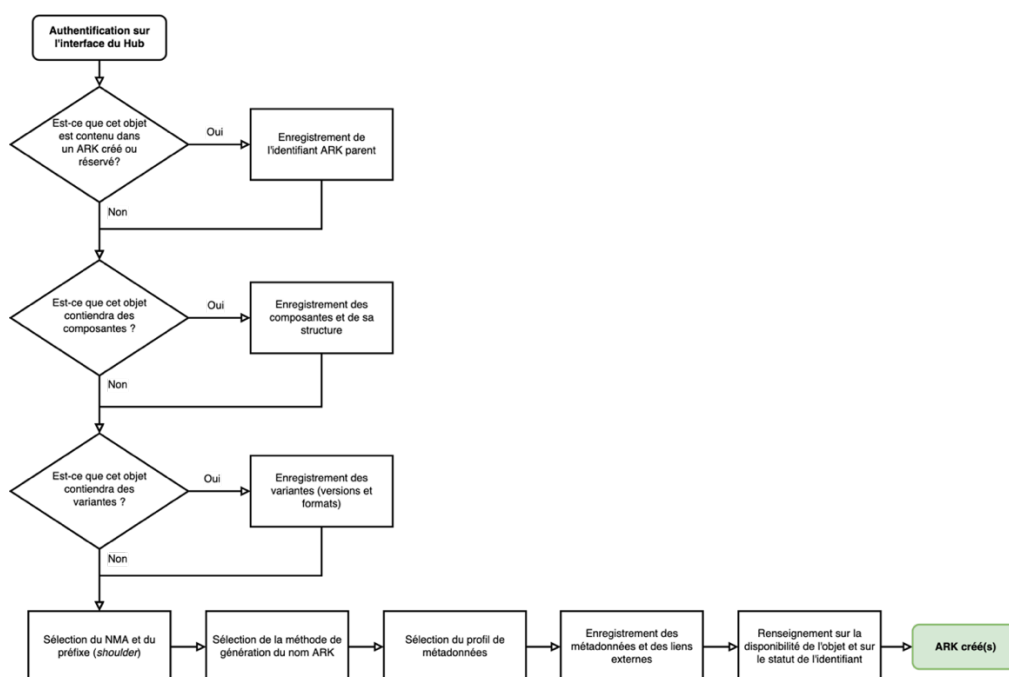 Authentification sur
l'interface du Hub
Est-ce que cet objet
est contenu dans
un ARK créé ou
réservé?
Oui
Enregistrement de
l'identifiant ARK parent
Non
Est-ce que cet objet
contiendra des
composantes ?
Oui
Enregistrement des
composantes et de sa
structure
Non
Est-ce que cet objet
contiendra des
variantes ?
Oui
Enregistrement des
variantes (versions et
formats)
Non
Sélection du NMA et du
préfixe (shoulder)
Sélection de la méthode de
génération du nom ARK
Sélection du profil de
métadonnées
Enregistrement des
métadonnées et des liens
externes
Renseignement sur la
disponibilité de l'objet et sur
le statut de l'identifiant
ARK créé(s)